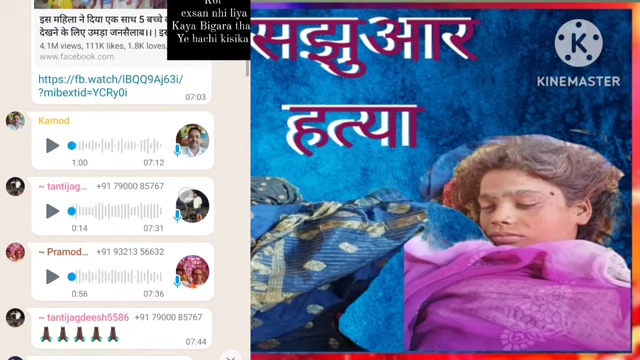 इस महिला ने दिया एक साथ 5 बच्चे
देखने के लिए उमड़ा जनसैलाब।।
4.1M views, 111K likes, 1.8K loves,
www.facebook.com
exsan nhi liya
Kaya Bigara tha
Ye bachi kisika
https://fb.watch/IBQQ9Aj63i/
?mibextid=YCRy0i
07:03
Kamod
1:00 07:12
~ tantijag... +91 79000 85767
0:14 07:31
~ Pramod... +91 93213 56632
0:56 07:36
~ tantijagdeesh5586 +91 79000 85767
07:44
सझुआर
हत्या
KINEMASTER